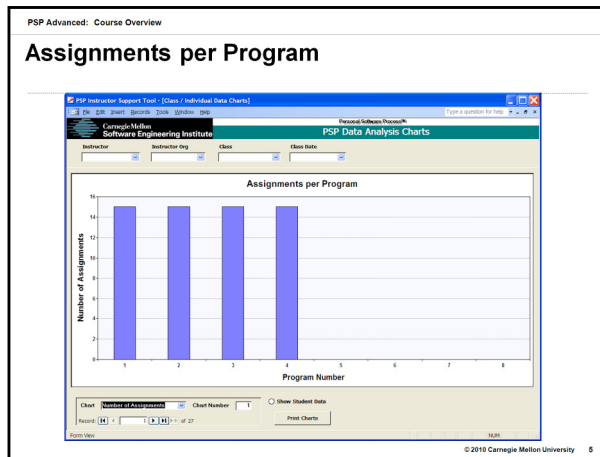 PSP Advanced: Course Overview
Assignments per Program
PSP Instructor Support Tool - [Class / Individual Data Charts]
File Edit Insert Records Tools Window Help
Type a question for help
CarnegieMellon
Software Engineering Institute
Personal Software Process℠
PSP Data Analysis Charts
Instructor
Instructor Org
Class
Class Date
Assignments per Program
Number of Assignments
16
14
12
10
8
6
4
2
0
1 2 3 4 5 6 7 8
Program Number
Chart Number of Assignments Chart Number 1
Show Student Data
Record: 1 of 27
Print Charts
Form View
NUM
© 2010 Carnegie Mellon University 5